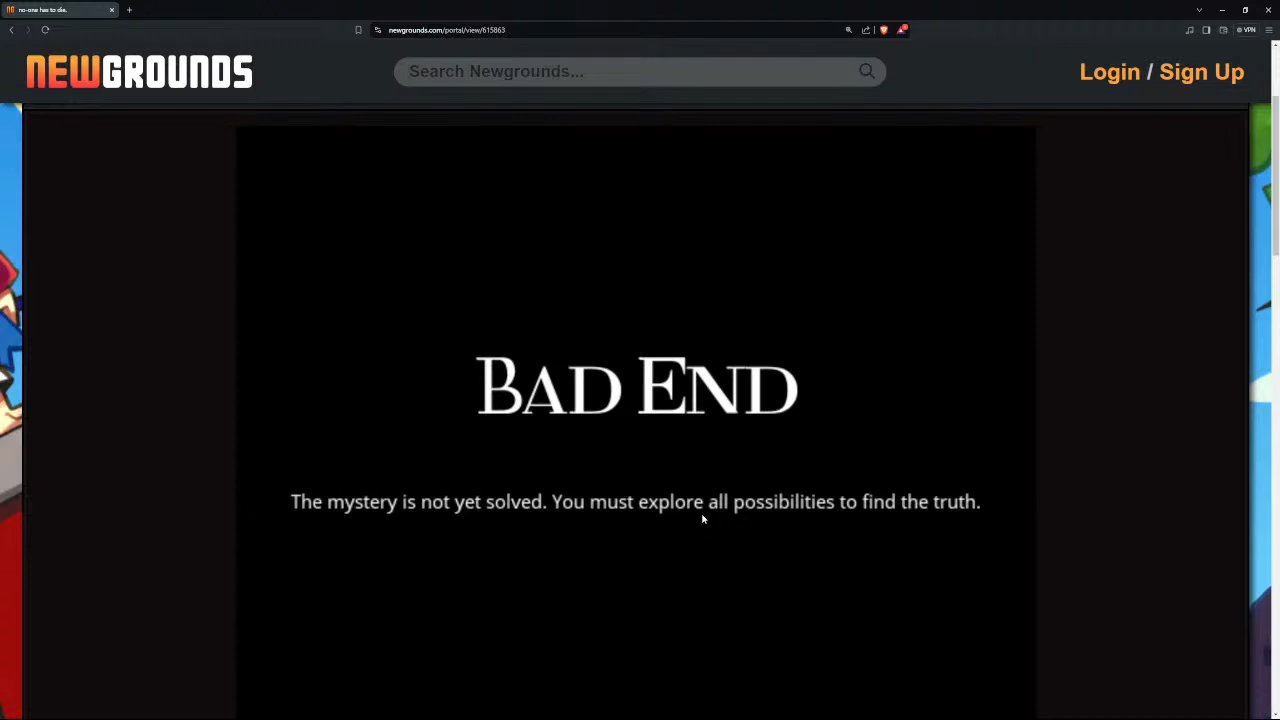 no-one has to die.
newgrounds.com/portal/view/615863
VPN
NEWGROUNDS
Search Newgrounds...
Login / Sign Up
BAD END
The mystery is not yet solved. You must explore all possibilities to find the truth.